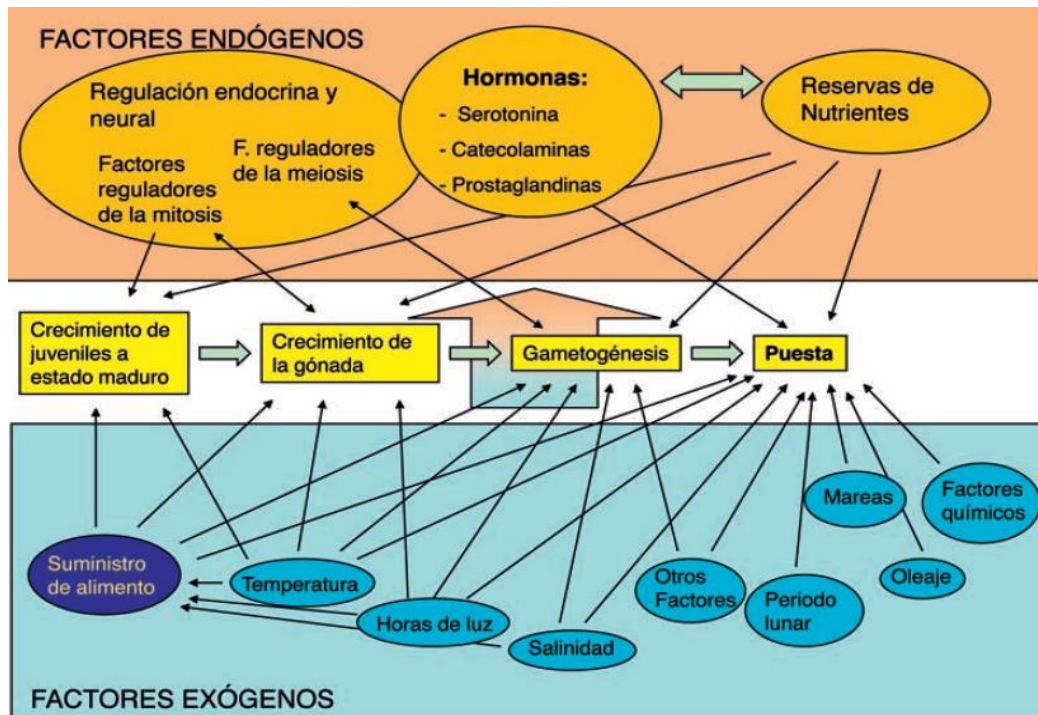 FACTORES ENDÓGENOS
Regulación endocrina y
neural
F. reguladores
de la meiosis
Factores
reguladores
de la mitosis
Hormonas:
- Serotonina
- Catecolaminas
- Prostaglandinas
Reservas de
Nutrientes
Crecimiento de
juveniles a
estado maduro
Crecimiento de
la gónada
Gametogénesis
Puesta
Suministro
de alimento
Temperatura
Horas de luz
Salinidad
Otros
Factores
Periodo
lunar
Mareas
Oleaje
Factores
químicos
FACTORES EXÓGENOS